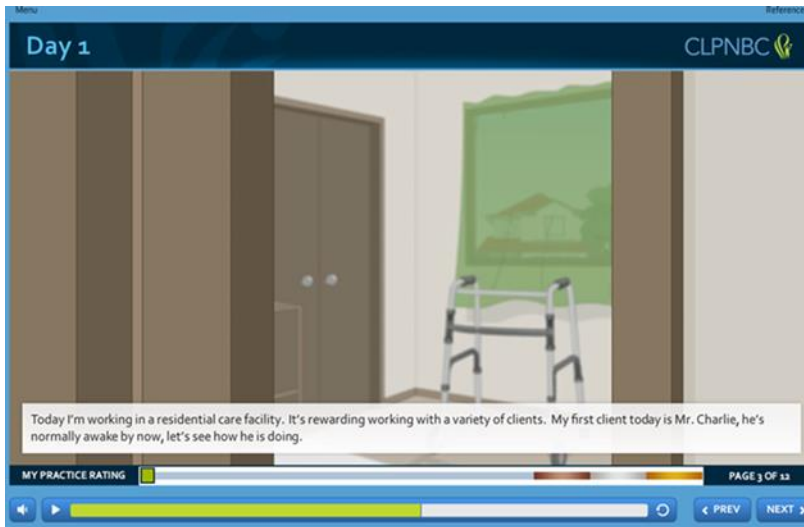 Menu
Reference
Day 1
CLPNBC
Today I'm working in a residential care facility. It's rewarding working with a variety of clients. My first client today is Mr. Charlie, he's
normally awake by now, let's see how he is doing.
MY PRACTICE RATING
PAGE 3 OF 12
PREV
NEXT